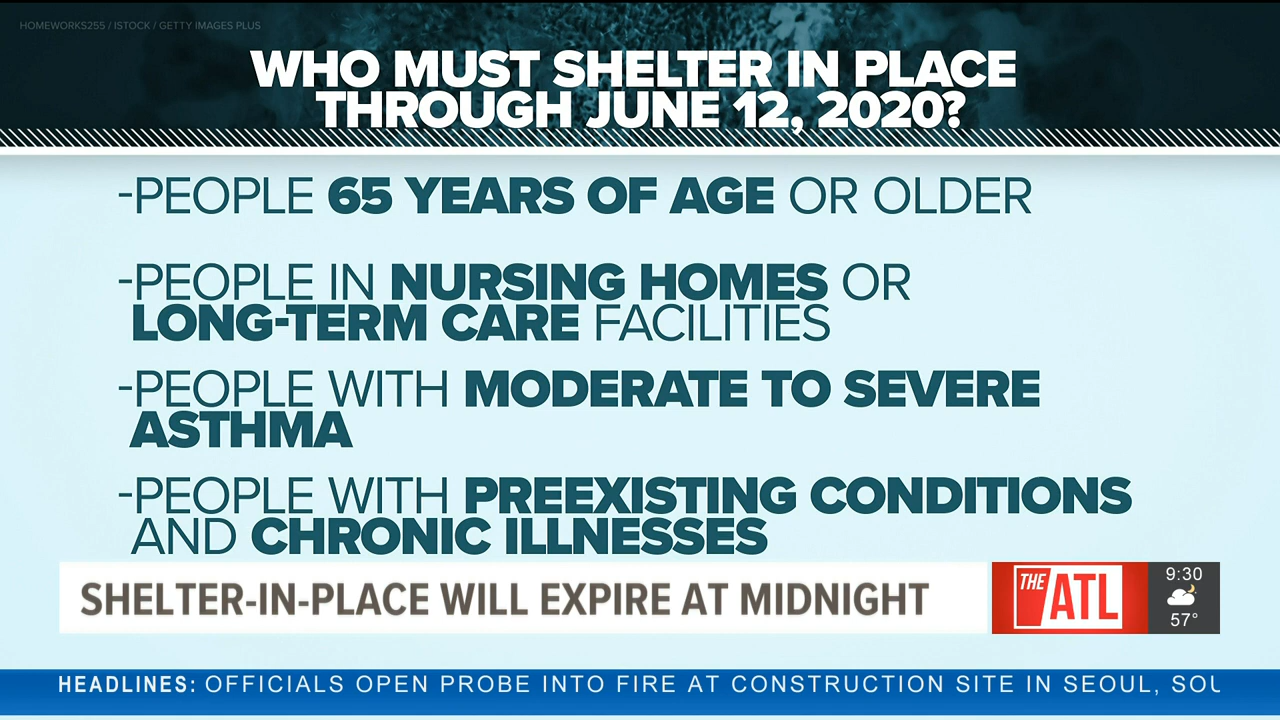 HOMEWORKS255 / ISTOCK / GETTY IMAGES PLUS
WHO MUST SHELTER IN PLACE
THROUGH JUNE 12, 2020?
-PEOPLE 65 YEARS OF AGE OR OLDER
-PEOPLE IN NURSING HOMES OR
LONG-TERM CARE FACILITIES
-PEOPLE WITH MODERATE TO SEVERE
ASTHMA
-PEOPLE WITH PREEXISTING CONDITIONS
AND CHRONIC ILLNESSES
SHELTER-IN-PLACE WILL EXPIRE AT MIDNIGHT
THE ATL
9:30
57°
HEADLINES: OFFICIALS OPEN PROBE INTO FIRE AT CONSTRUCTION SITE IN SEOUL,